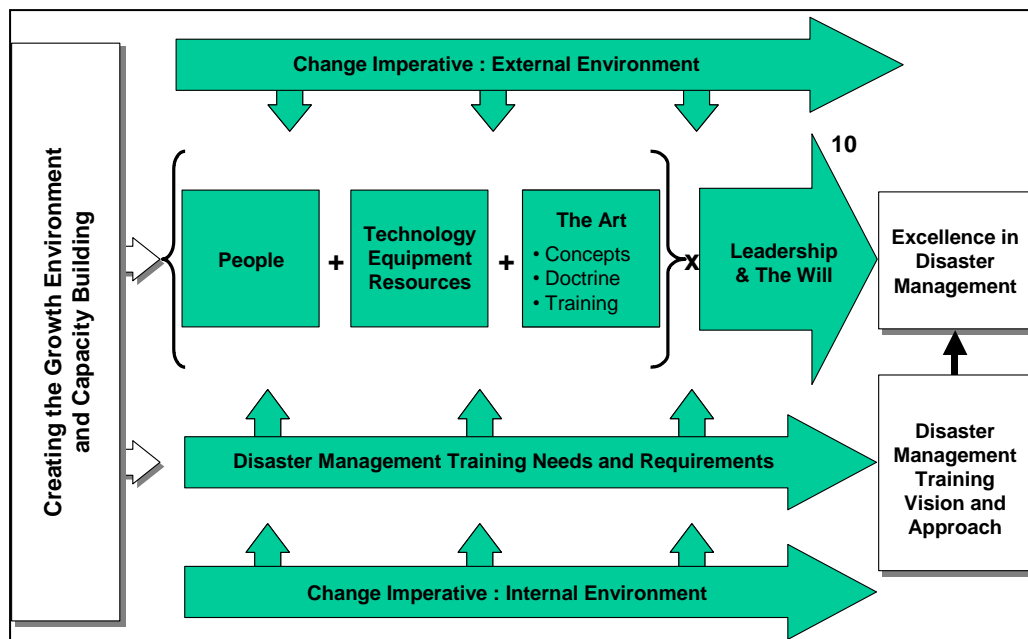 Creating the Growth Environment
and Capacity Building
Change Imperative : External Environment
People
+
Technology
Equipment
Resources
+
The Art
• Concepts
• Doctrine
• Training
x
Leadership
& The Will
10
Excellence in
Disaster
Management
Disaster Management Training Needs and Requirements
Disaster
Management
Training
Vision and
Approach
Change Imperative : Internal Environment